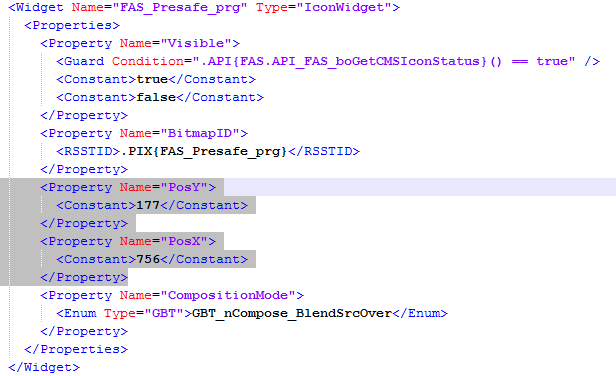 <Widget Name="FAS_Presafe_prg" Type="IconWidget">
<Properties>
<Property Name="Visible">
<Guard Condition=".API{FAS.API_FAS_boGetCMSIconStatus}() == true" />
<Constant>true</Constant>
<Constant>false</Constant>
</Property>
<Property Name="BitmapID">
<RSSTID>.PIX{FAS_Presafe_prg}</RSSTID>
</Property>
<Property Name="PosY">
<Constant>177</Constant>
</Property>
<Property Name="PosX">
<Constant>756</Constant>
</Property>
<Property Name="CompositionMode">
<Enum Type="GBT">GBT_nCompose_BlendSrcOver</Enum>
</Property>
</Properties>
</Widget>